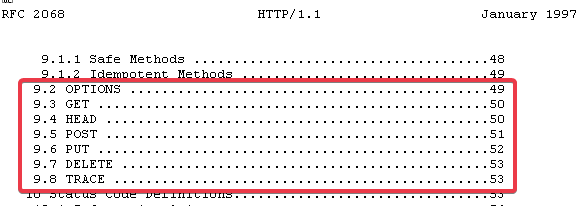 RFC 2068 HTTP/1.1 January 1997
9.1.1 Safe Methods ..........................................48
9.1.2 Idempotent Methods ....................................49
9.2 OPTIONS .................................................49
9.3 GET .....................................................50
9.4 HEAD ....................................................50
9.5 POST ....................................................51
9.6 PUT .....................................................52
9.7 DELETE ..................................................53
9.8 TRACE ...................................................53
10 Status Code Definitions...................................53